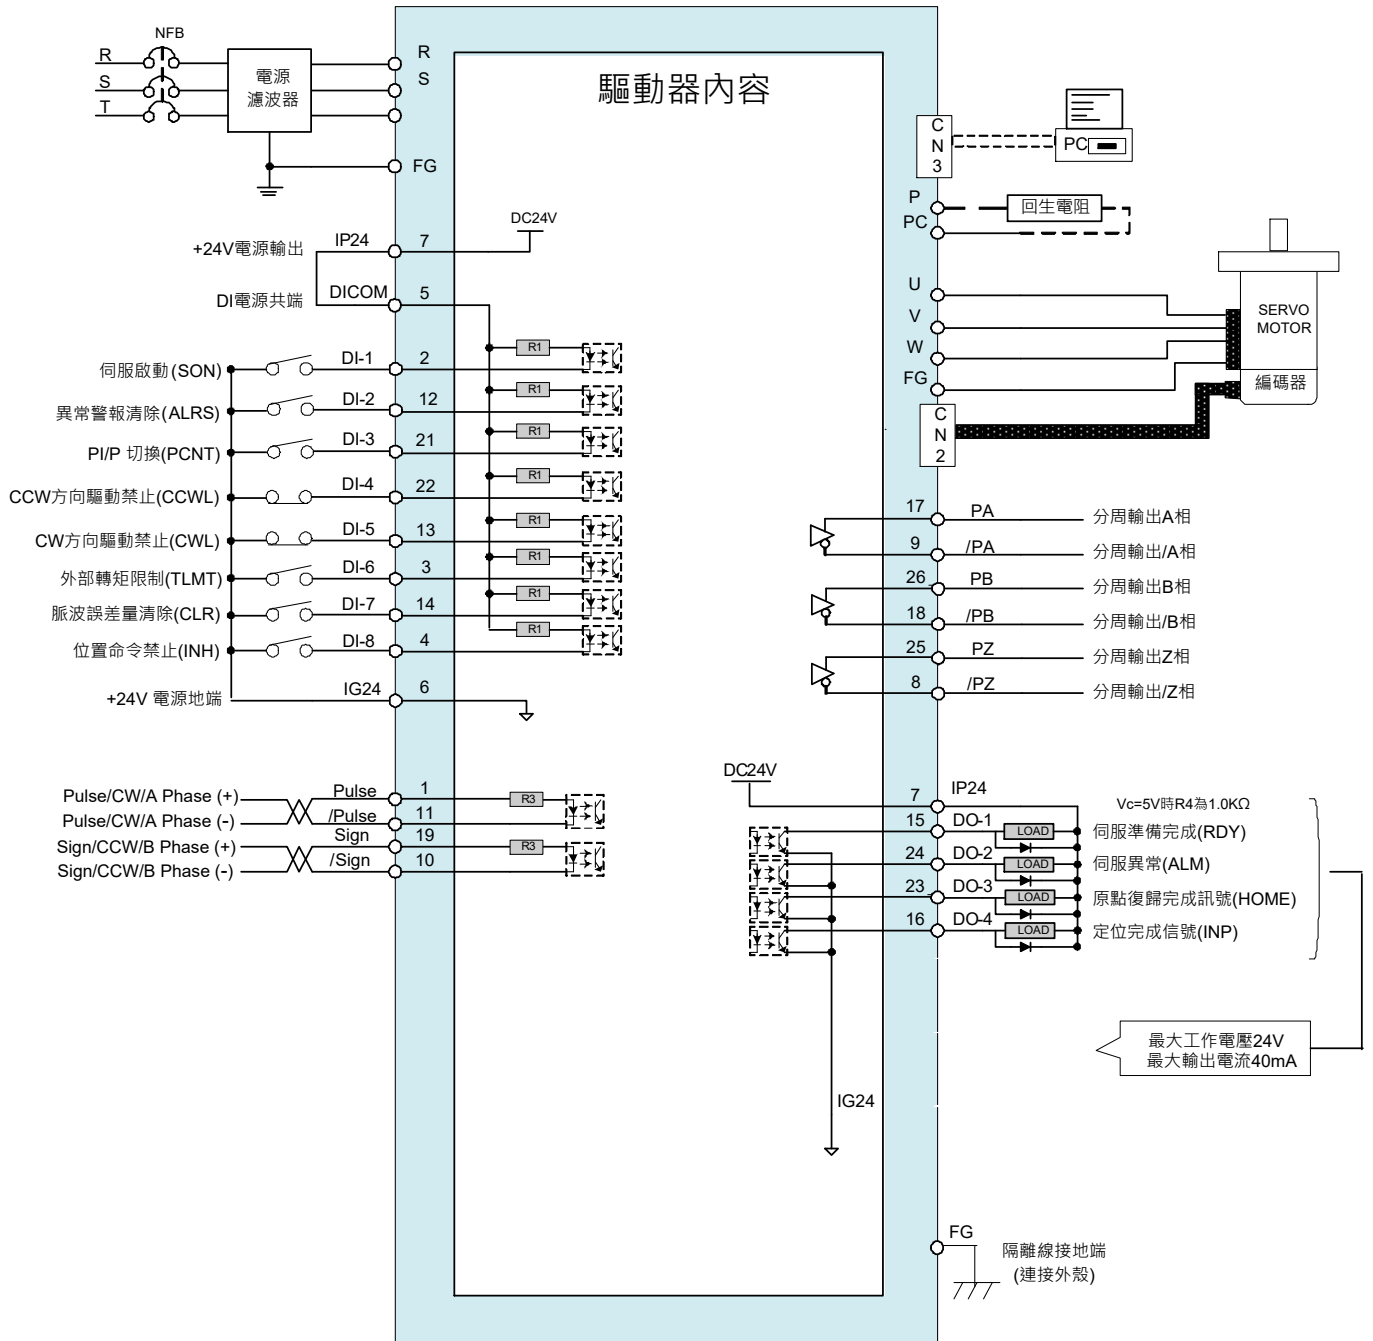 NFB
R
S
T
電源
濾波器
R
S
FG
驅動器內容
C
N
3
PC
P
PC
回生電阻
DC24V
+24V電源輸出 IP24 7
DI電源共端 DICOM 5
U
V
W
FG
SERVO
MOTOR
編碼器
C
N
2
伺服啟動(SON) DI-1 2 R1
異常警報清除(ALRS) DI-2 12 R1
PI/P 切換(PCNT) DI-3 21 R1
CCW方向驅動禁止(CCWL) DI-4 22 R1
CW方向驅動禁止(CWL) DI-5 13 R1
外部轉矩限制(TLMT) DI-6 3 R1
脈波誤差量清除(CLR) DI-7 14 R1
位置命令禁止(INH) DI-8 4 R1
+24V 電源地端 IG24 6
17 PA 分周輸出A相
9 /PA 分周輸出/A相
26 PB 分周輸出B相
18 /PB 分周輸出/B相
25 PZ 分周輸出Z相
8 /PZ 分周輸出/Z相
Pulse/CW/A Phase (+) Pulse 1 R3
Pulse/CW/A Phase (-) /Pulse 11
Sign/CCW/B Phase (+) Sign 19 R3
Sign/CCW/B Phase (-) /Sign 10
DC24V
7 IP24 Vc=5V時R4為1.0KΩ
15 DO-1 LOAD 伺服準備完成(RDY)
24 DO-2 LOAD 伺服異常(ALM)
23 DO-3 LOAD 原點復歸完成訊號(HOME)
16 DO-4 LOAD 定位完成信號(INP)
最大工作電壓24V
最大輸出電流40mA
IG24
FG
隔離線接地端
(連接外殼)